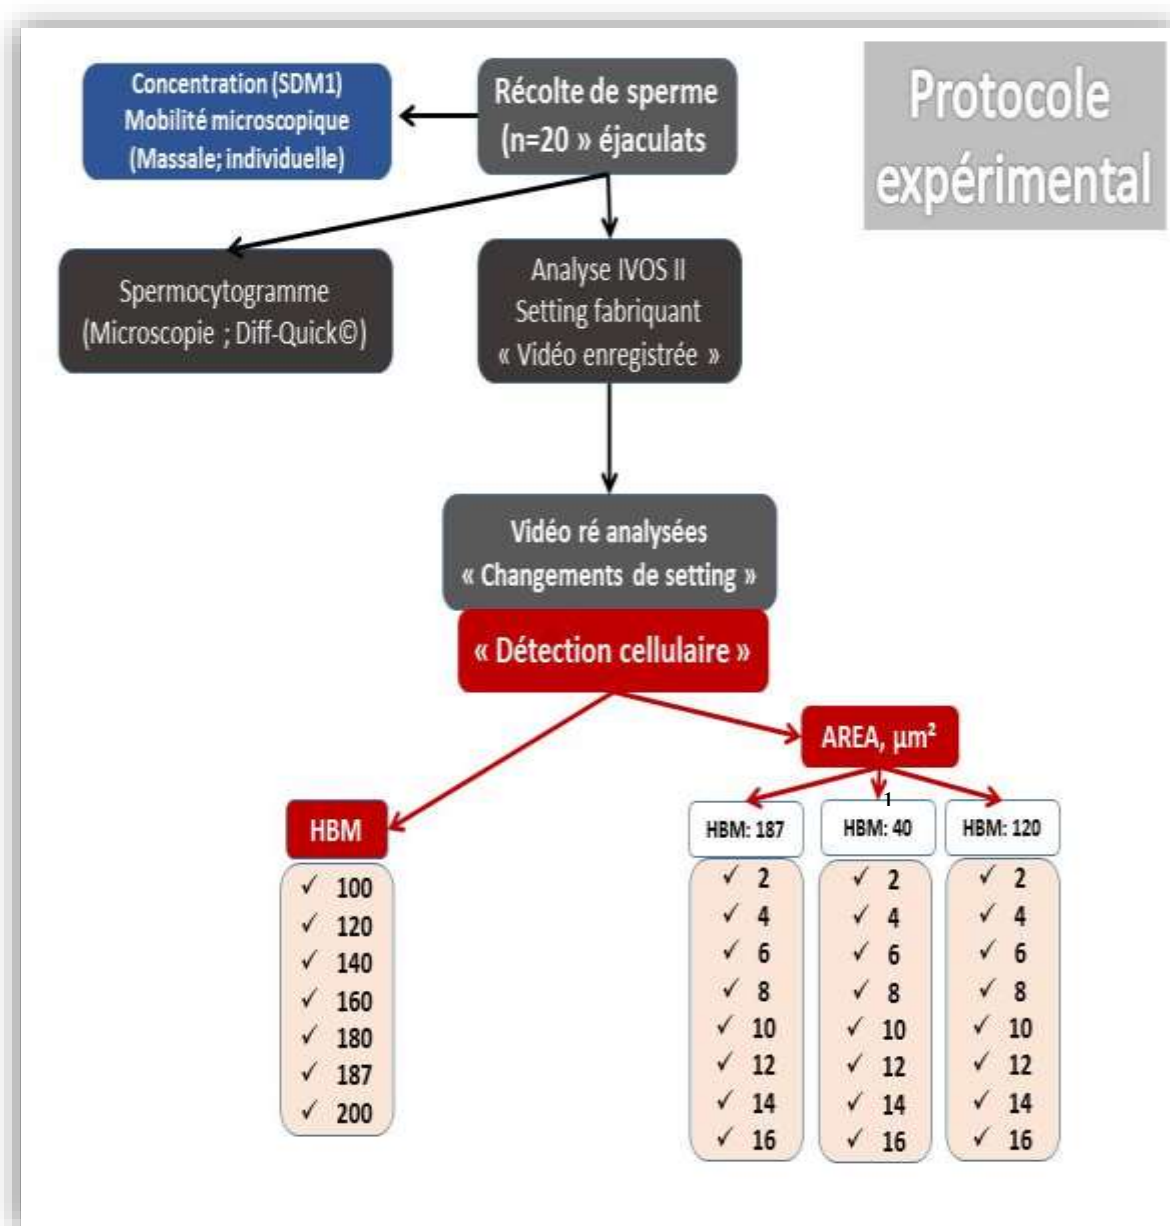 Protocole
expérimental
Concentration (SDM1)
Mobilité microscopique
(Massale; individuelle)
Récolte de sperme
(n=20 » éjaculats
Spermocytogramme
(Microscopie ; Diff-Quick©)
Analyse IVOS II
Setting fabriquant
« Vidéo enregistrée »
Vidéo ré analysées
« Changements de setting »
« Détection cellulaire »
AREA, µm²
HBM
✓ 100
✓ 120
✓ 140
✓ 160
✓ 180
✓ 187
✓ 200
HBM: 187
✓ 2
✓ 4
✓ 6
✓ 8
✓ 10
✓ 12
✓ 14
✓ 16
1
HBM: 40
✓ 2
✓ 4
✓ 6
✓ 8
✓ 10
✓ 12
✓ 14
✓ 16
HBM: 120
✓ 2
✓ 4
✓ 6
✓ 8
✓ 10
✓ 12
✓ 14
✓ 16